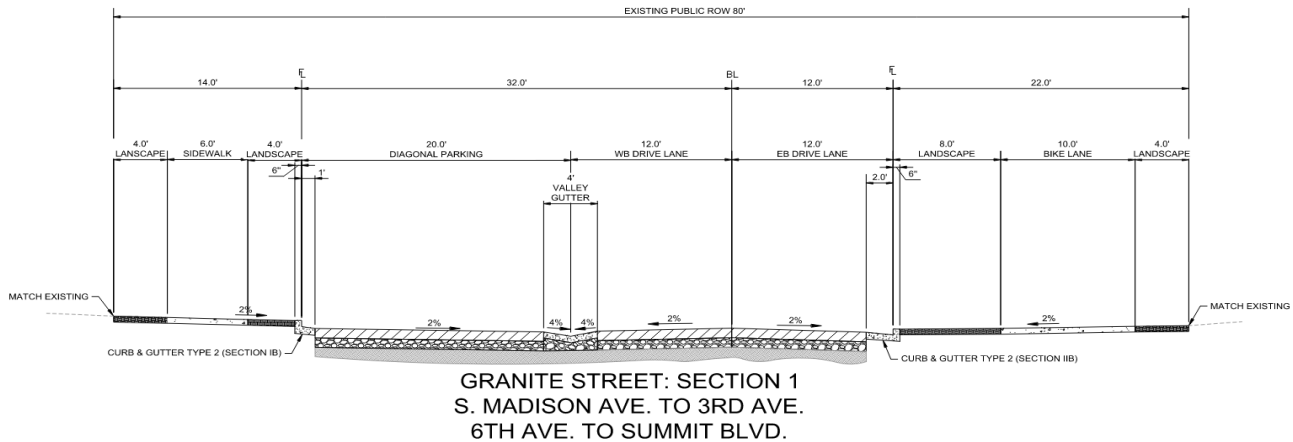 EXISTING PUBLIC ROW 80'
FL
BL
FL
14.0'
32.0'
12.0'
22.0'
4.0'
6.0'
4.0'
20.0'
12.0'
12.0'
8.0'
10.0'
4.0'
LANSCAPE
SIDEWALK
LANDSCAPE
DIAGONAL PARKING
WB DRIVE LANE
EB DRIVE LANE
LANDSCAPE
BIKE LANE
LANDSCAPE
6"
1'
4'
VALLEY
GUTTER
2.0'
6"
MATCH EXISTING
2%
2%
4%
4%
2%
2%
2%
MATCH EXISTING
CURB & GUTTER TYPE 2 (SECTION IB)
CURB & GUTTER TYPE 2 (SECTION IIB)
GRANITE STREET: SECTION 1
S. MADISON AVE. TO 3RD AVE.
6TH AVE. TO SUMMIT BLVD.